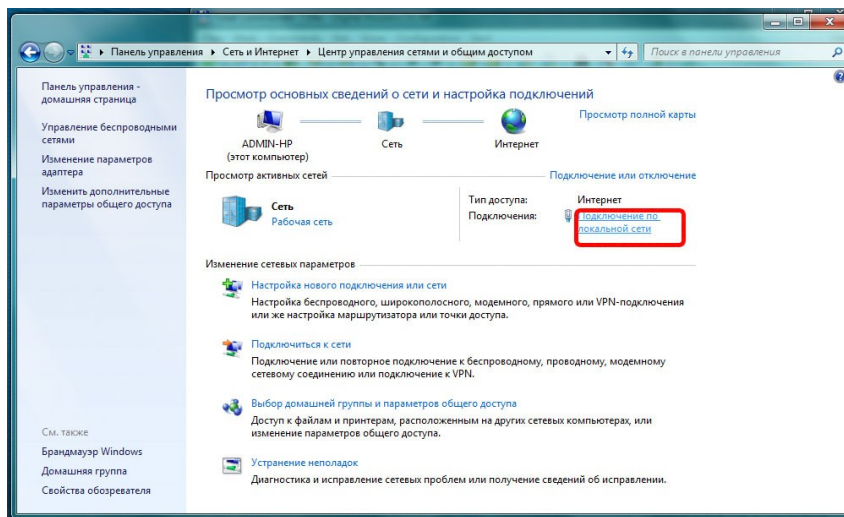 Панель управления ▸ Сеть и Интернет ▸ Центр управления сетями и общим доступом
Поиск в панели управления
Панель управления -
домашняя страница
Управление беспроводными
сетями
Изменение параметров
адаптера
Изменить дополнительные
параметры общего доступа
См. также
Брандмауэр Windows
Домашняя группа
Свойства обозревателя
Просмотр основных сведений о сети и настройка подключений
Просмотр полной карты
ADMIN-HP
(этот компьютер)
Сеть
Интернет
Просмотр активных сетей
Подключение или отключение
Сеть
Рабочая сеть
Тип доступа: Интернет
Подключения: Подключение по
локальной сети
Изменение сетевых параметров
Настройка нового подключения или сети
Настройка беспроводного, широкополосного, модемного, прямого или VPN-подключения
или же настройка маршрутизатора или точки доступа.
Подключиться к сети
Подключение или повторное подключение к беспроводному, проводному, модемному
сетевому соединению или подключение к VPN.
Выбор домашней группы и параметров общего доступа
Доступ к файлам и принтерам, расположенным на других сетевых компьютерах, или
изменение параметров общего доступа.
Устранение неполадок
Диагностика и исправление сетевых проблем или получение сведений об исправлении.